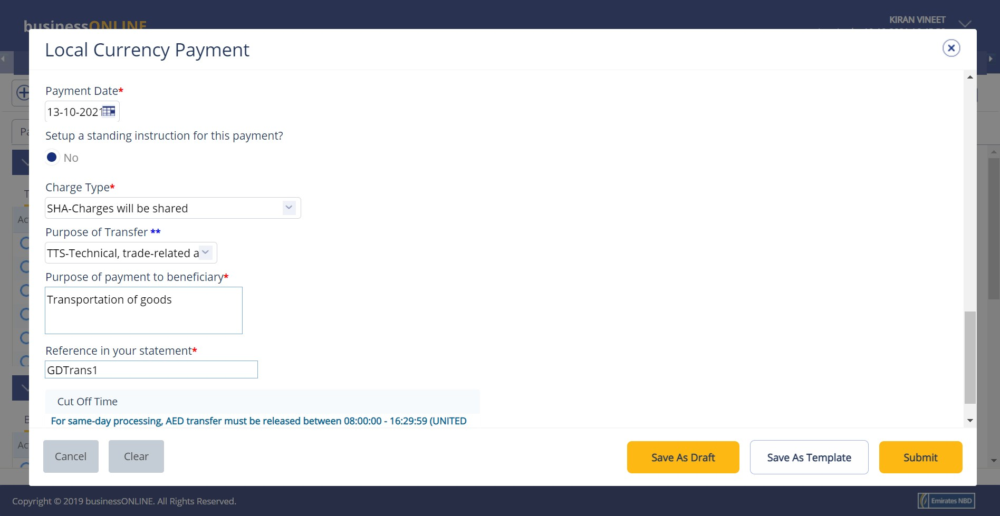 businessONLINE
KIRAN VINEET
Local Currency Payment
Payment Date*
13-10-2021
Setup a standing instruction for this payment?
No
Charge Type*
SHA-Charges will be shared
Purpose of Transfer **
TTS-Technical, trade-related a
Purpose of payment to beneficiary*
Transportation of goods
Reference in your statement*
GDTrans1
Cut Off Time
For same-day processing, AED transfer must be released between 08:00:00 - 16:29:59 (UNITED
Cancel
Clear
Save As Draft
Save As Template
Submit
Copyright © 2019 businessONLINE. All Rights Reserved.
Emirates NBD